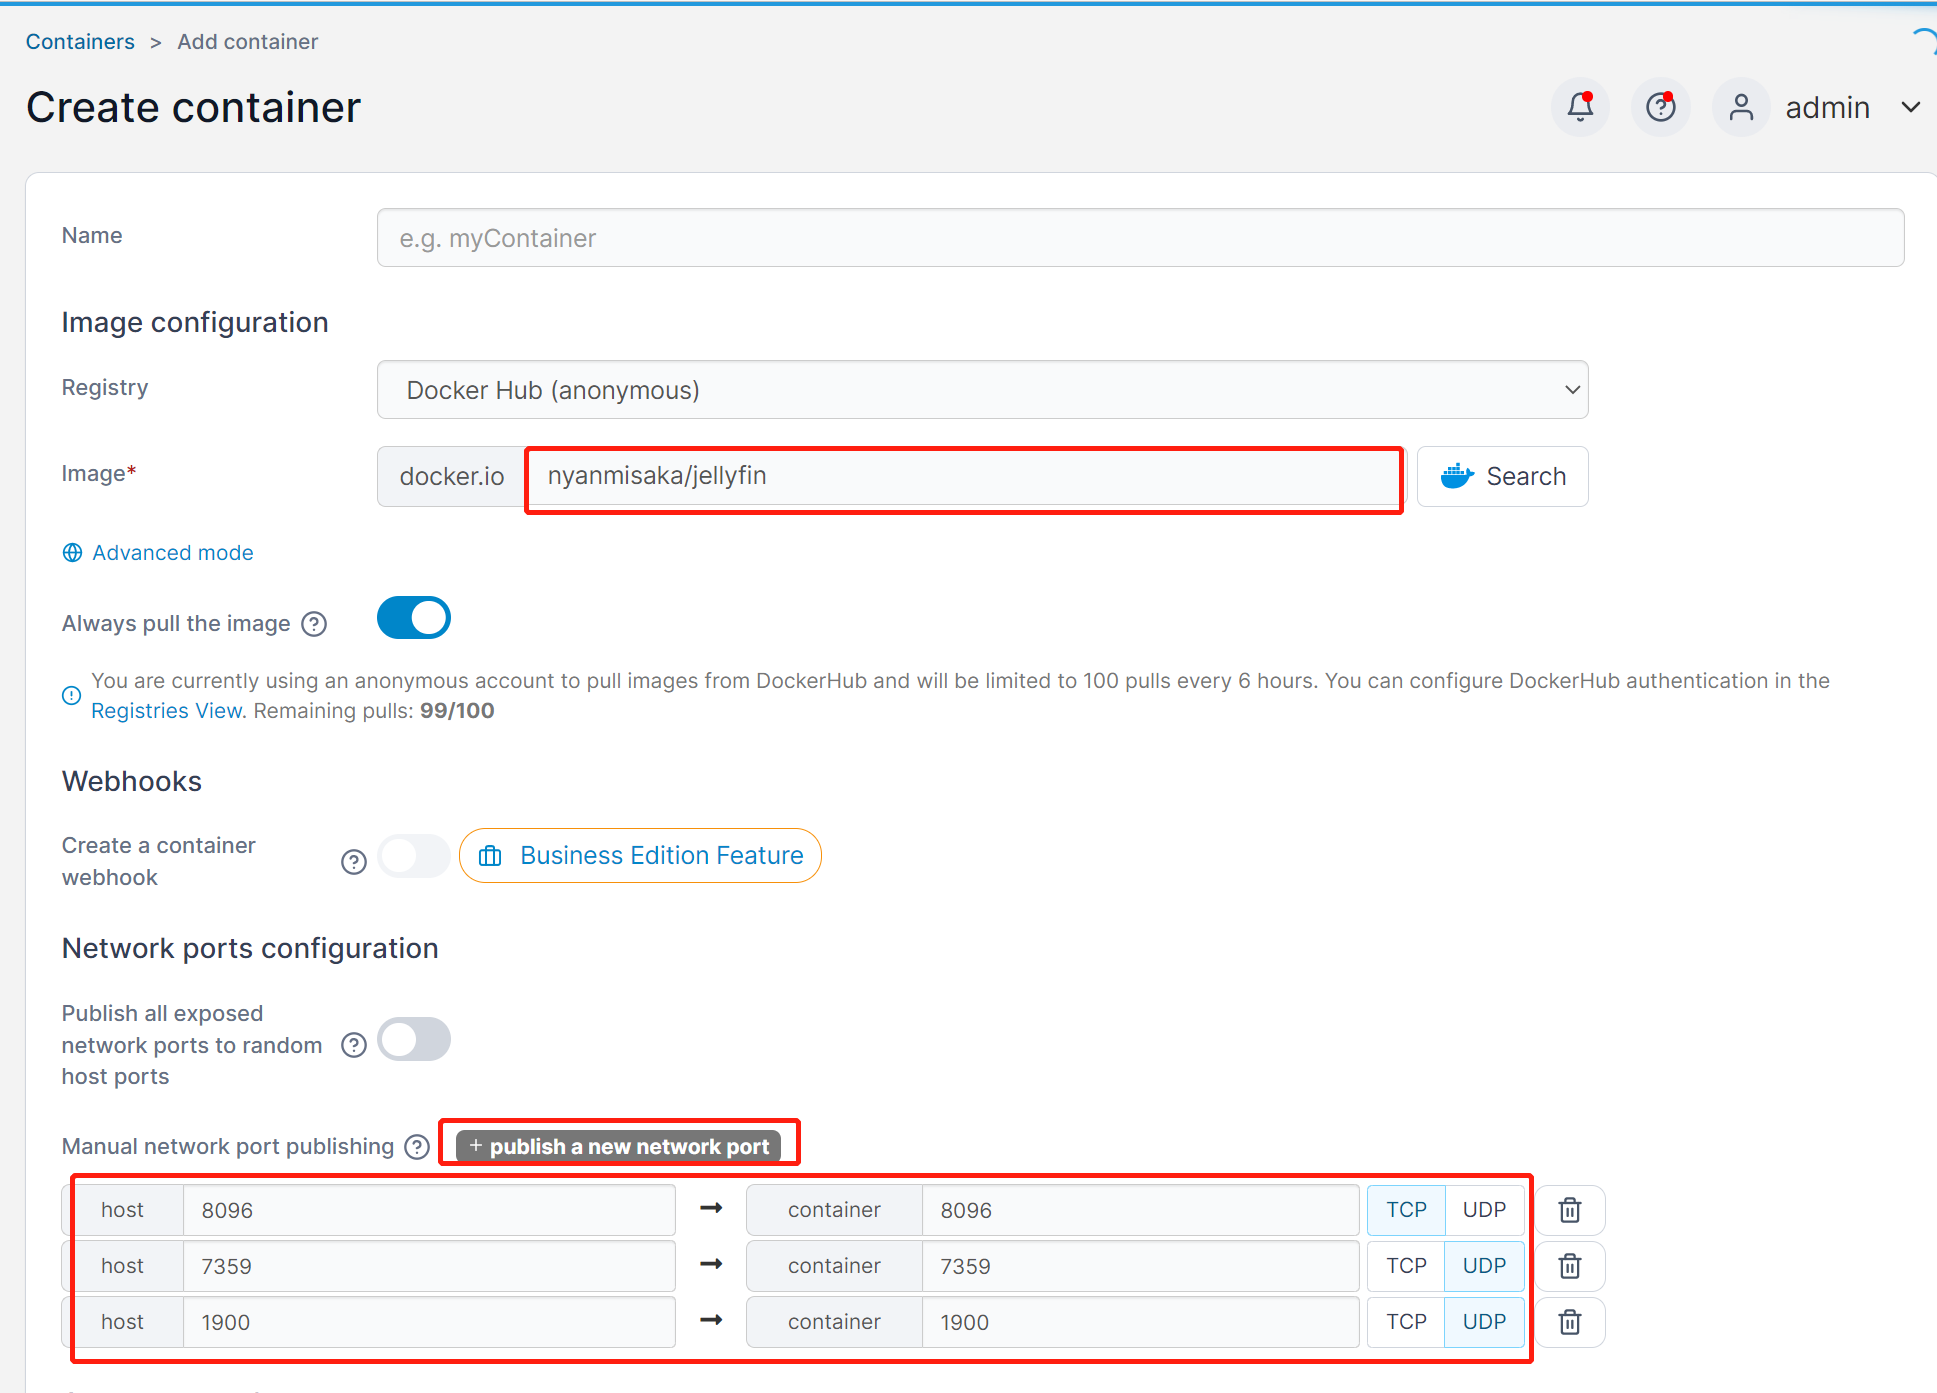 Containers > Add container
Create container
admin
Name
e.g. myContainer
Image configuration
Registry
Docker Hub (anonymous)
Image*
docker.io
nyanmisaka/jellyfin
Search
Advanced mode
Always pull the image
You are currently using an anonymous account to pull images from DockerHub and will be limited to 100 pulls every 6 hours. You can configure DockerHub authentication in the
Registries View. Remaining pulls: 99/100
Webhooks
Create a container
webhook
Business Edition Feature
Network ports configuration
Publish all exposed
network ports to random
host ports
Manual network port publishing
+ publish a new network port
host 8096 → container 8096 TCP UDP
host 7359 → container 7359 TCP UDP
host 1900 → container 1900 TCP UDP